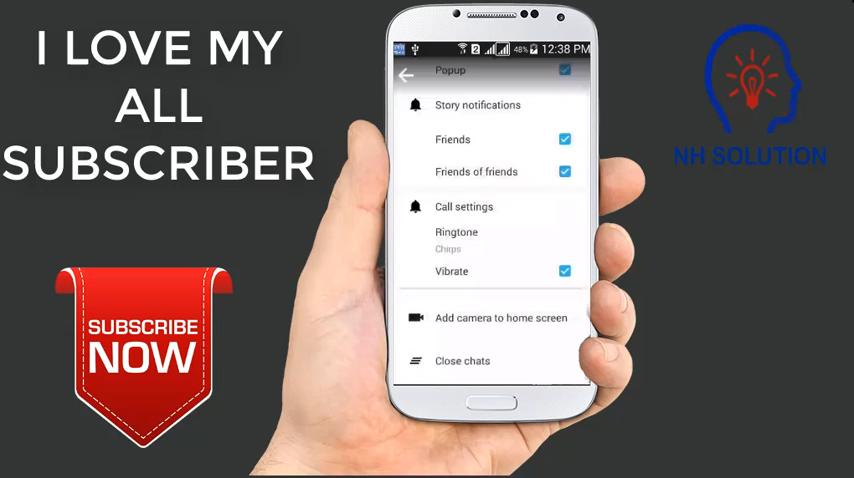 I LOVE MY
ALL
SUBSCRIBER
SUBSCRIBE
NOW
2
48%
12:38 PM
Popup
Story notifications
Friends
Friends of friends
Call settings
Ringtone
Chirps
Vibrate
Add camera to home screen
Close chats
NH SOLUTION